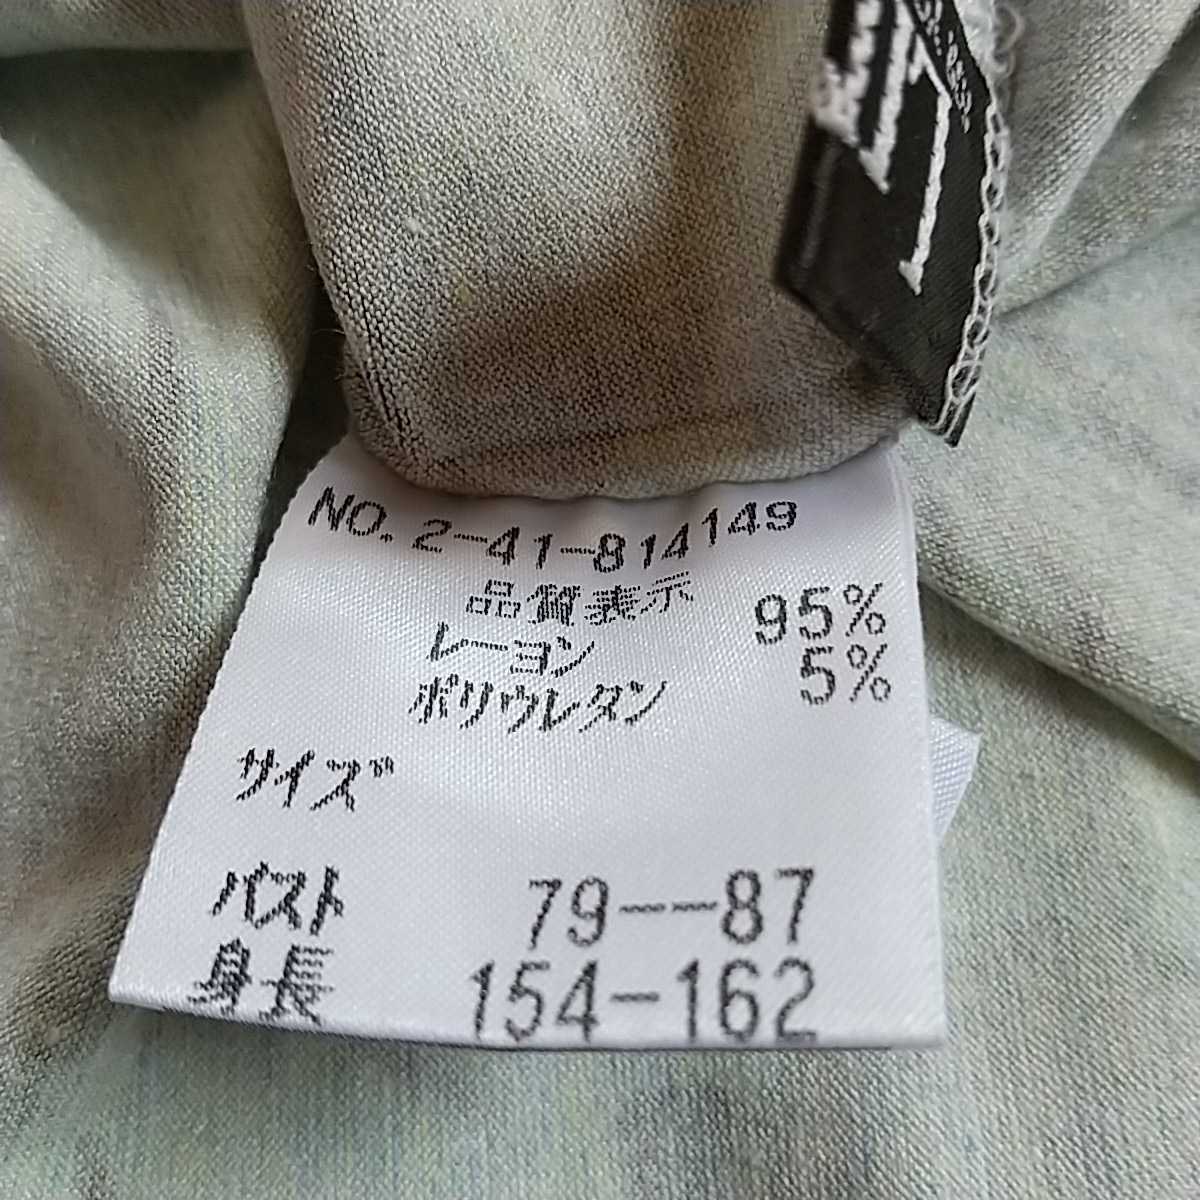 NO. 2-41-814149
品質表示
レーヨン 95%
ポリウレタン 5%
サイズ
バスト 79--87
身長 154-162